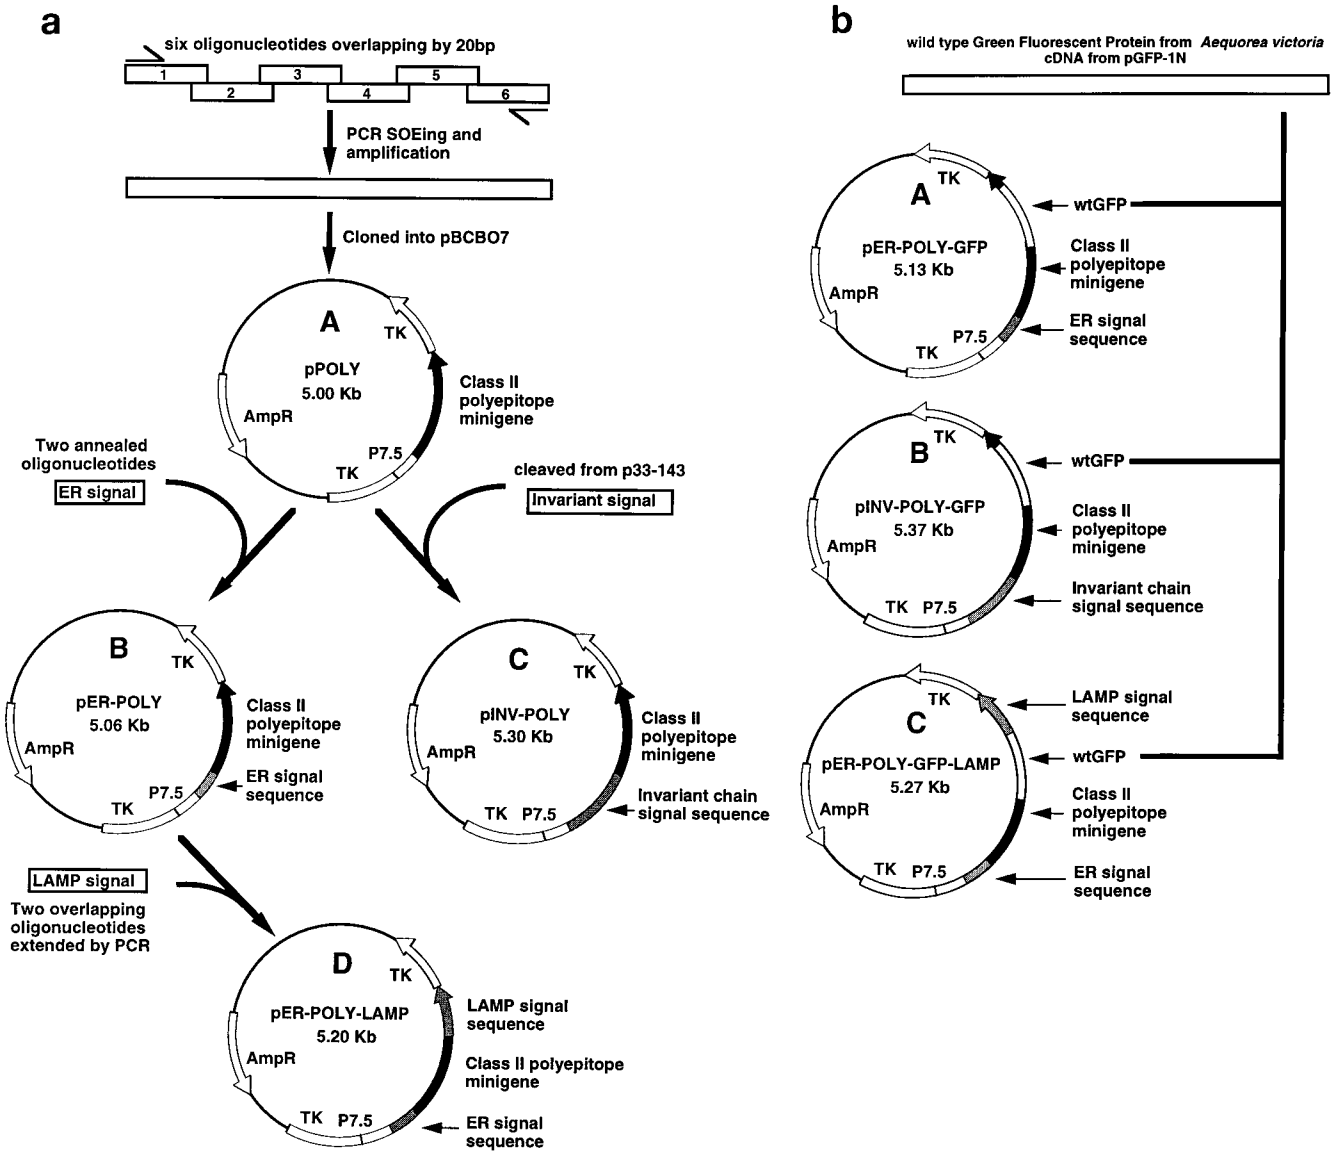 a
six oligonucleotides overlapping by 20bp
1
2
3
4
5
6
PCR SOEing and
amplification
Cloned into pBCBO7
A
TK
pPOLY
5.00 Kb
Class II
polyepitope
minigene
AmpR
P7.5
TK
Two annealed
oligonucleotides
ER signal
cleaved from p33-143
Invariant signal
B
TK
pER-POLY
5.06 Kb
Class II
polyepitope
minigene
AmpR
ER signal
sequence
P7.5
TK
C
TK
pINV-POLY
5.30 Kb
Class II
polyepitope
minigene
AmpR
Invariant chain
signal sequence
TK P7.5
LAMP signal
Two overlapping
oligonucleotides
extended by PCR
D
TK
pER-POLY-LAMP
5.20 Kb
LAMP signal
sequence
AmpR
Class II polyepitope
minigene
TK P7.5
ER signal
sequence
b
wild type Green Fluorescent Protein from Aequorea victoria
cDNA from pGFP-1N
A
TK
wtGFP
pER-POLY-GFP
5.13 Kb
Class II
polyepitope
minigene
AmpR
ER signal
sequence
P7.5
TK
B
TK
wtGFP
pINV-POLY-GFP
5.37 Kb
Class II
polyepitope
minigene
AmpR
Invariant chain
signal sequence
TK P7.5
C
TK
LAMP signal
sequence
wtGFP
pER-POLY-GFP-LAMP
5.27 Kb
Class II
polyepitope
minigene
AmpR
TK P7.5
ER signal
sequence